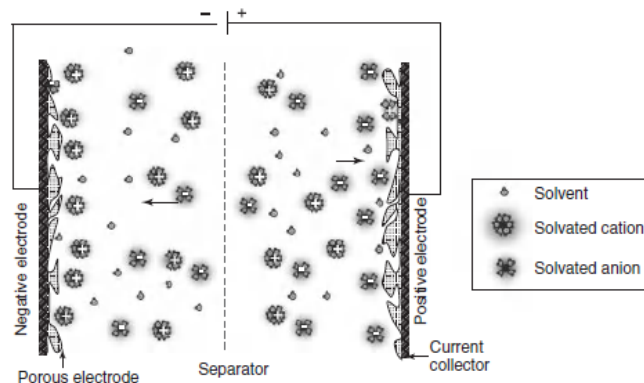 − +
Negative electrode
Positive electrode
Solvent
Solvated cation
Solvated anion
Porous electrode
Separator
Current
collector